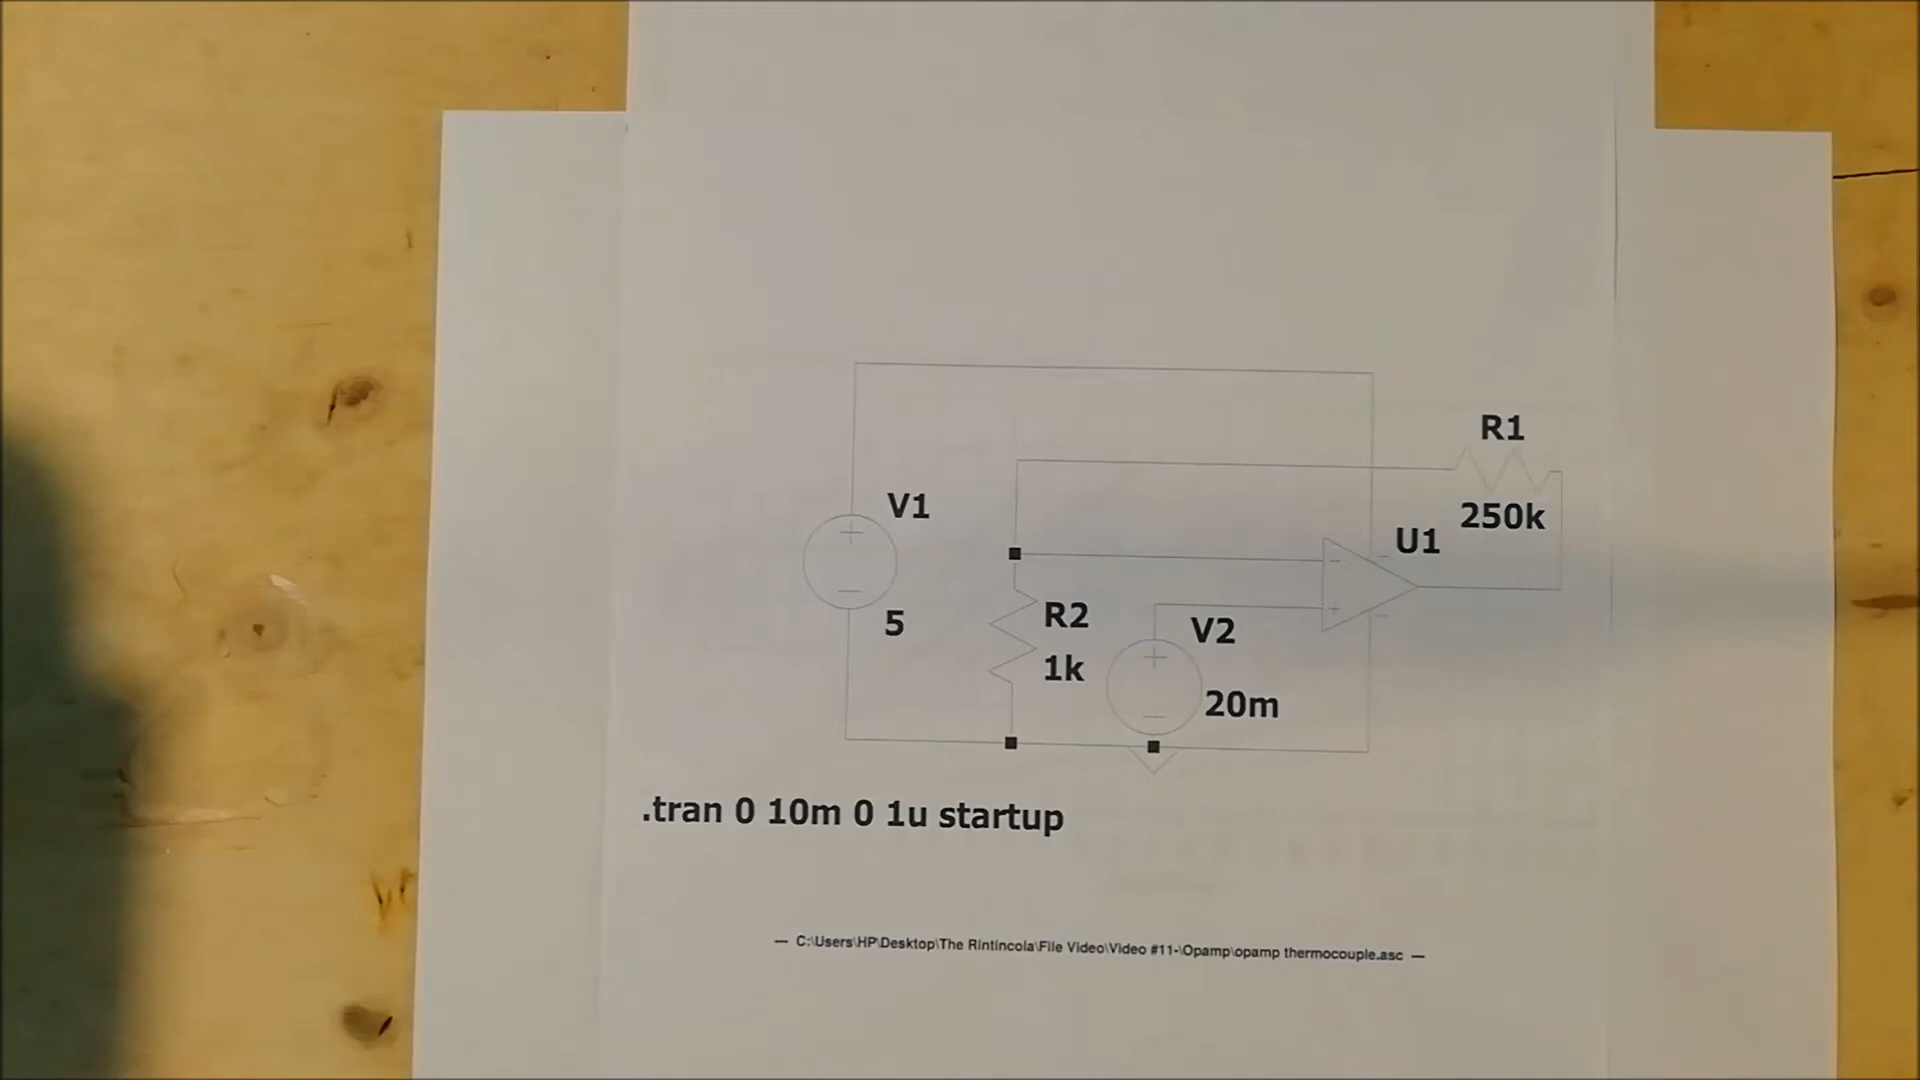 R1
250k
V1
5
U1
R2
1k
V2
20m
.tran 0 10m 0 1u startup
— C:\Users\HP\Desktop\The Rintincola\File Video\Video #11-\Opamp\opamp thermocouple.asc —